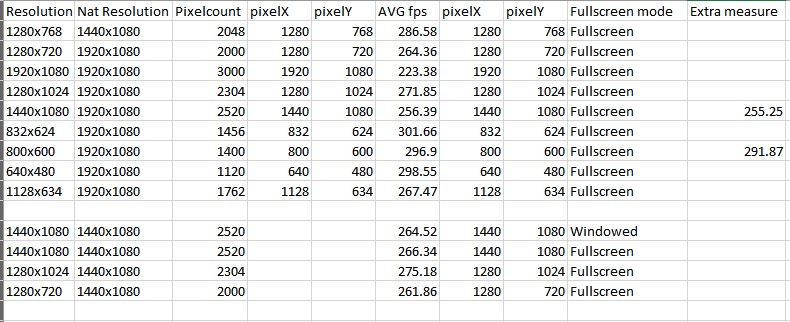 Resolution Nat Resolution Pixelcount pixelX pixelY AVG fps pixelX pixelY Fullscreen mode Extra measure
1280x768 1440x1080 2048 1280 768 286.58 1280 768 Fullscreen
1280x720 1920x1080 2000 1280 720 264.36 1280 720 Fullscreen
1920x1080 1920x1080 3000 1920 1080 223.38 1920 1080 Fullscreen
1280x1024 1920x1080 2304 1280 1024 271.85 1280 1024 Fullscreen
1440x1080 1920x1080 2520 1440 1080 256.39 1440 1080 Fullscreen 255.25
832x624 1920x1080 1456 832 624 301.66 832 624 Fullscreen
800x600 1920x1080 1400 800 600 296.9 800 600 Fullscreen 291.87
640x480 1920x1080 1120 640 480 298.55 640 480 Fullscreen
1128x634 1920x1080 1762 1128 634 267.47 1128 634 Fullscreen
1440x1080 1440x1080 2520 264.52 1440 1080 Windowed
1440x1080 1440x1080 2520 266.34 1440 1080 Fullscreen
1280x1024 1440x1080 2304 275.18 1280 1024 Fullscreen
1280x720 1440x1080 2000 261.86 1280 720 Fullscreen